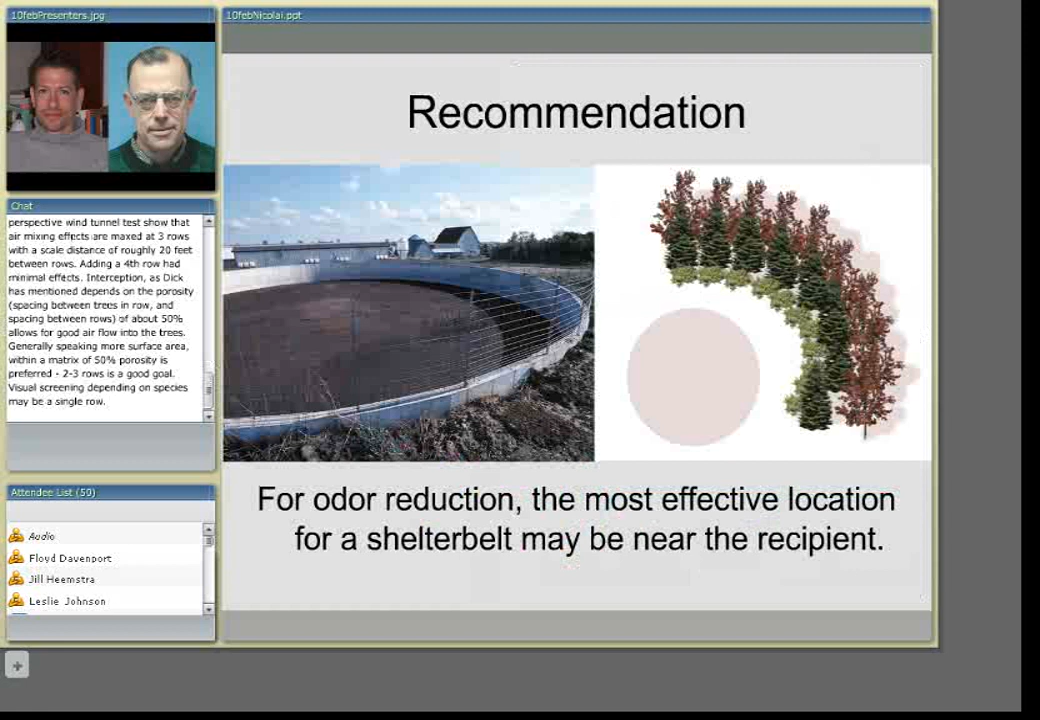 10febPresenters.jpg
10febNicolai.ppt
Recommendation
Chat
perspective wind tunnel test show that
air mixing effects are maxed at 3 rows
with a scale distance of roughly 20 feet
between rows. Adding a 4th row had
minimal effects. Interception, as Dick
has mentioned depends on the porosity
(spacing between trees in row, and
spacing between rows) of about 50%
allows for good air flow into the trees.
Generally speaking more surface area,
within a matrix of 50% porosity is
preferred - 2-3 rows is a good goal.
Visual screening depending on species
may be a single row.
For odor reduction, the most effective location
for a shelterbelt may be near the recipient.
Attendee List (50)
Audio
Floyd Davenport
Jill Heemstra
Leslie Johnson